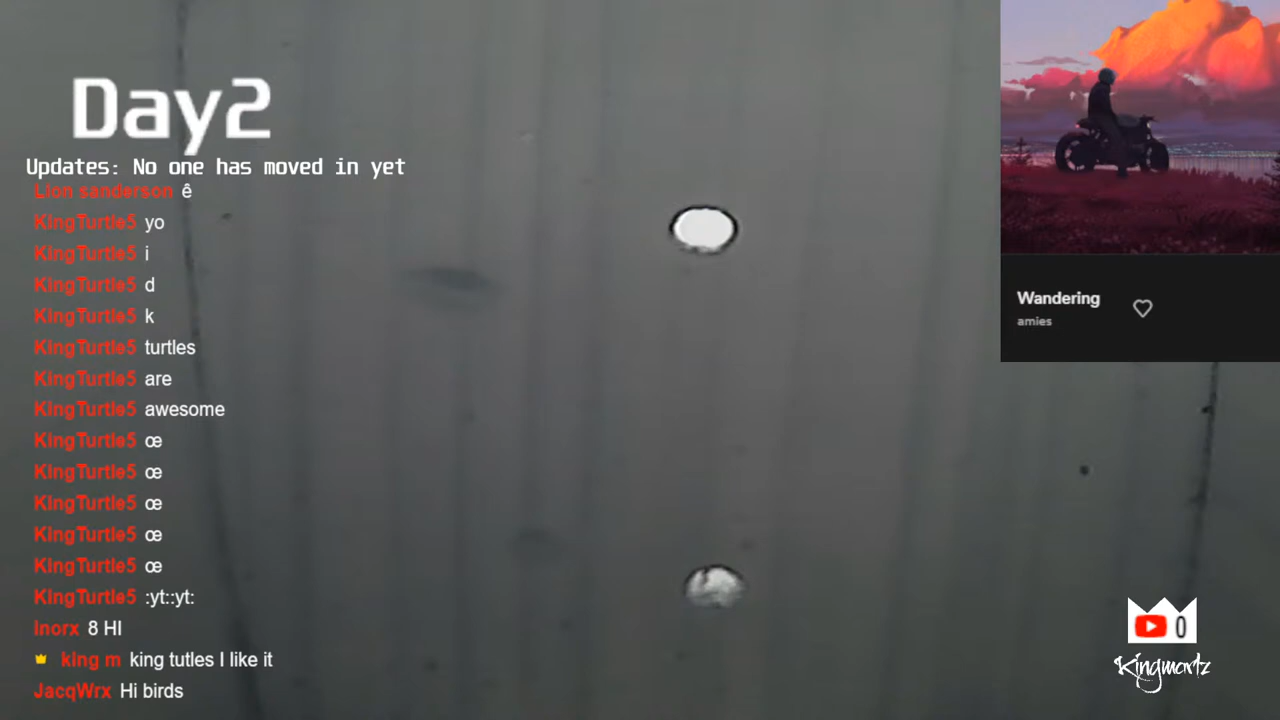 Day2
Updates: No one has moved in yet
Lion sanderson ê
KingTurtle5 yo
KingTurtle5 i
KingTurtle5 d
KingTurtle5 k
KingTurtle5 turtles
KingTurtle5 are
KingTurtle5 awesome
KingTurtle5 œ
KingTurtle5 œ
KingTurtle5 œ
KingTurtle5 œ
KingTurtle5 œ
KingTurtle5 :yt::yt:
Inorx 8 HI
king m king tutles I like it
JacqWrx Hi birds
Wandering
amies
0
Kingmartz